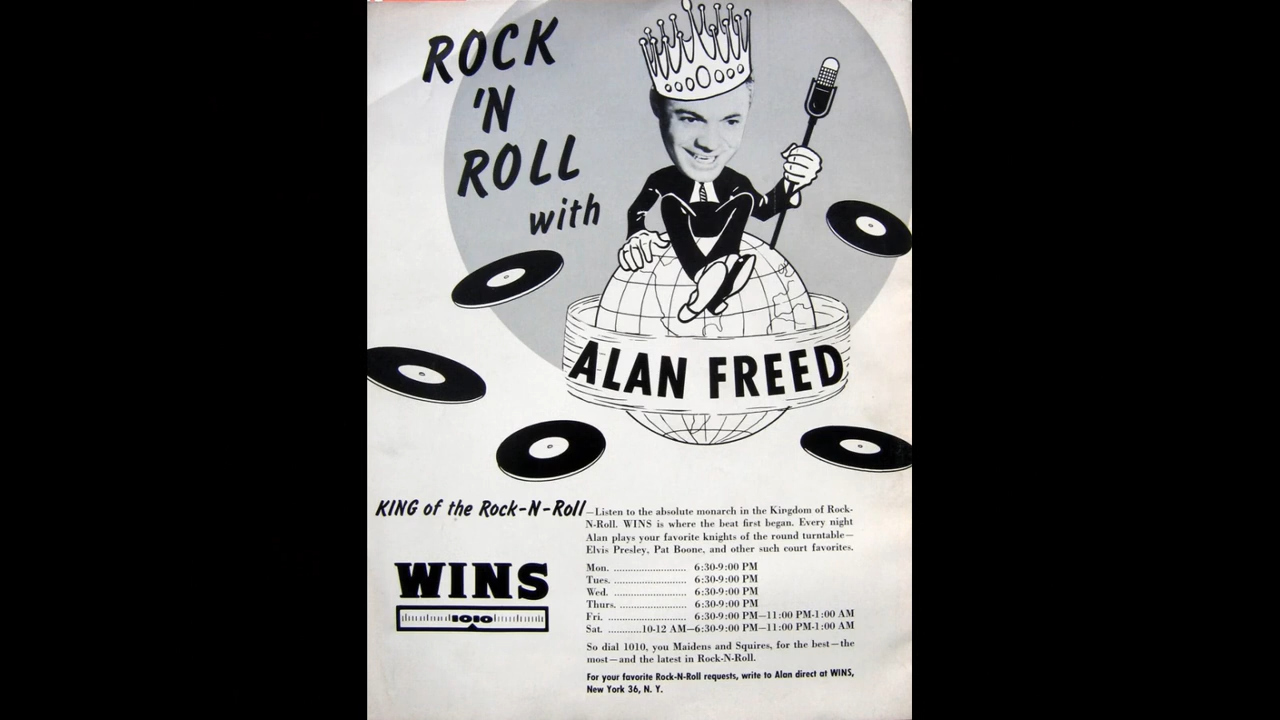 ROCK
'N
ROLL
with
ALAN FREED
KING of the Rock-N-Roll—Listen to the absolute monarch in the Kingdom of Rock-
N-Roll. WINS is where the beat first began. Every night
Alan plays your favorite knights of the round turntable—
Elvis Presley, Pat Boone, and other such court favorites.
WINS
1010
Mon. ........................ 6:30-9:00 PM
Tues. ....................... 6:30-9:00 PM
Wed. ....................... 6:30-9:00 PM
Thurs. ..................... 6:30-9:00 PM
Fri. ......................... 6:30-9:00 PM—11:00 PM-1:00 AM
Sat. ...........10-12 AM—6:30-9:00 PM—11:00 PM-1:00 AM
So dial 1010, you Maidens and Squires, for the best—the
most—and the latest in Rock-N-Roll.
For your favorite Rock-N-Roll requests, write to Alan direct at WINS,
New York 36, N. Y.